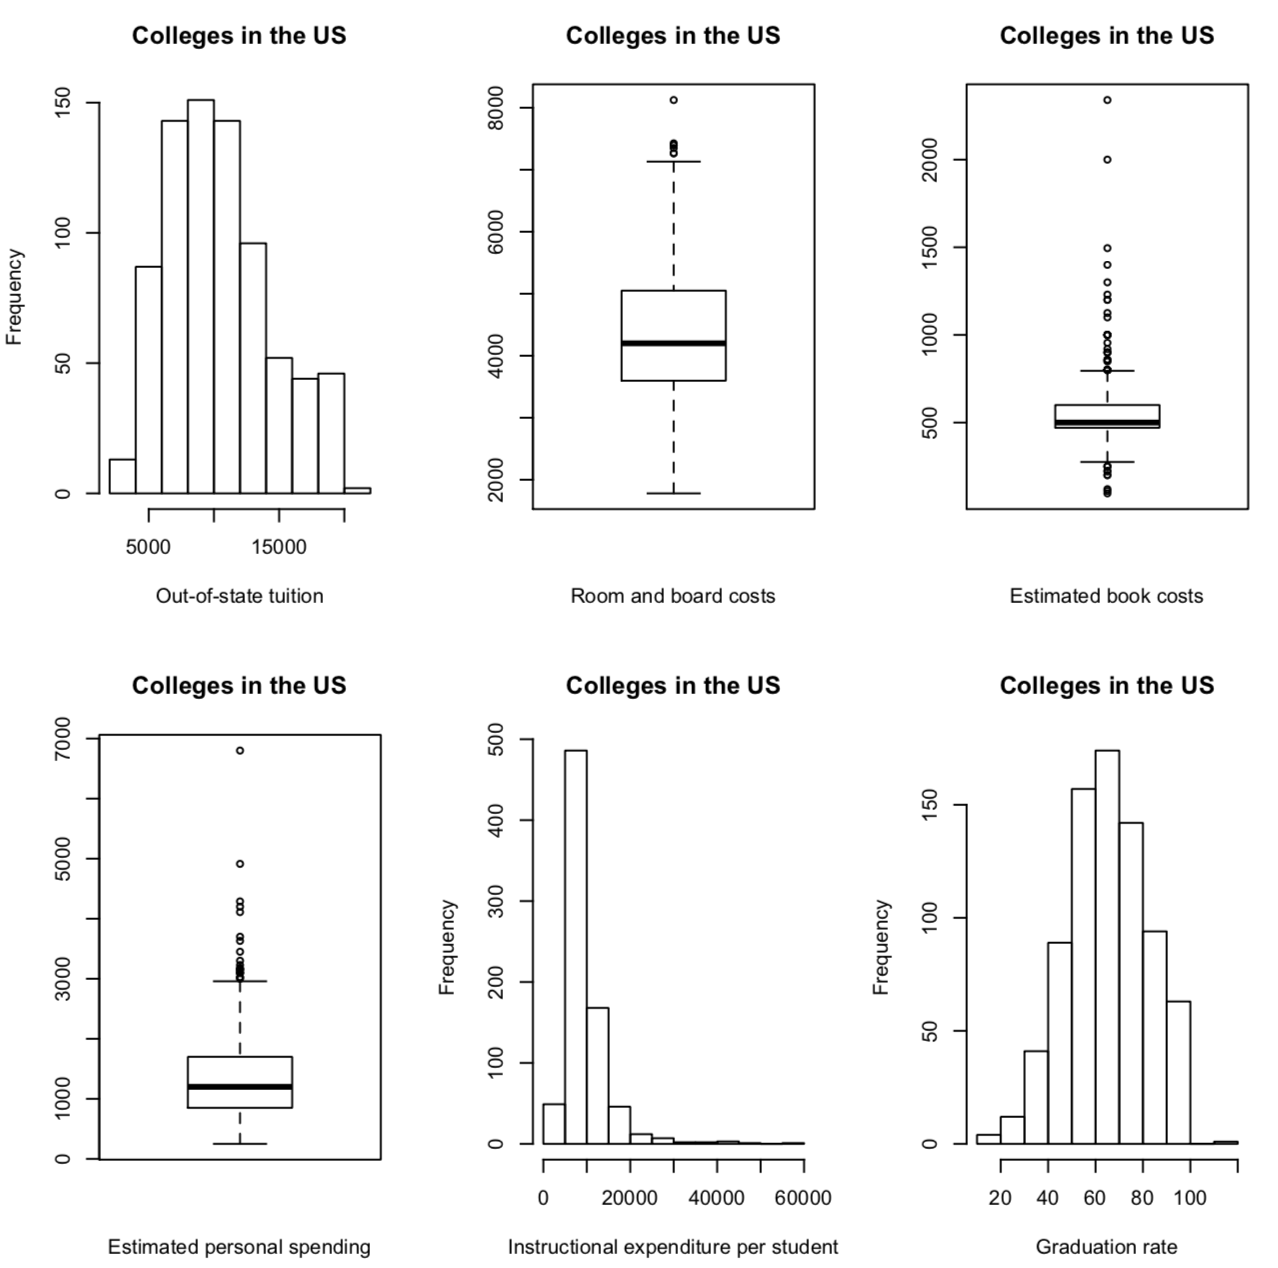 Colleges in the US
Frequency
0
50
100
150
5000
15000
Out-of-state tuition
Colleges in the US
2000
4000
6000
8000
Room and board costs
Colleges in the US
500
1000
1500
2000
Estimated book costs
Colleges in the US
0
1000
3000
5000
7000
Estimated personal spending
Colleges in the US
Frequency
0
100
200
300
400
500
0
20000
40000
60000
Instructional expenditure per student
Colleges in the US
Frequency
0
50
100
150
20
40
60
80
100
Graduation rate